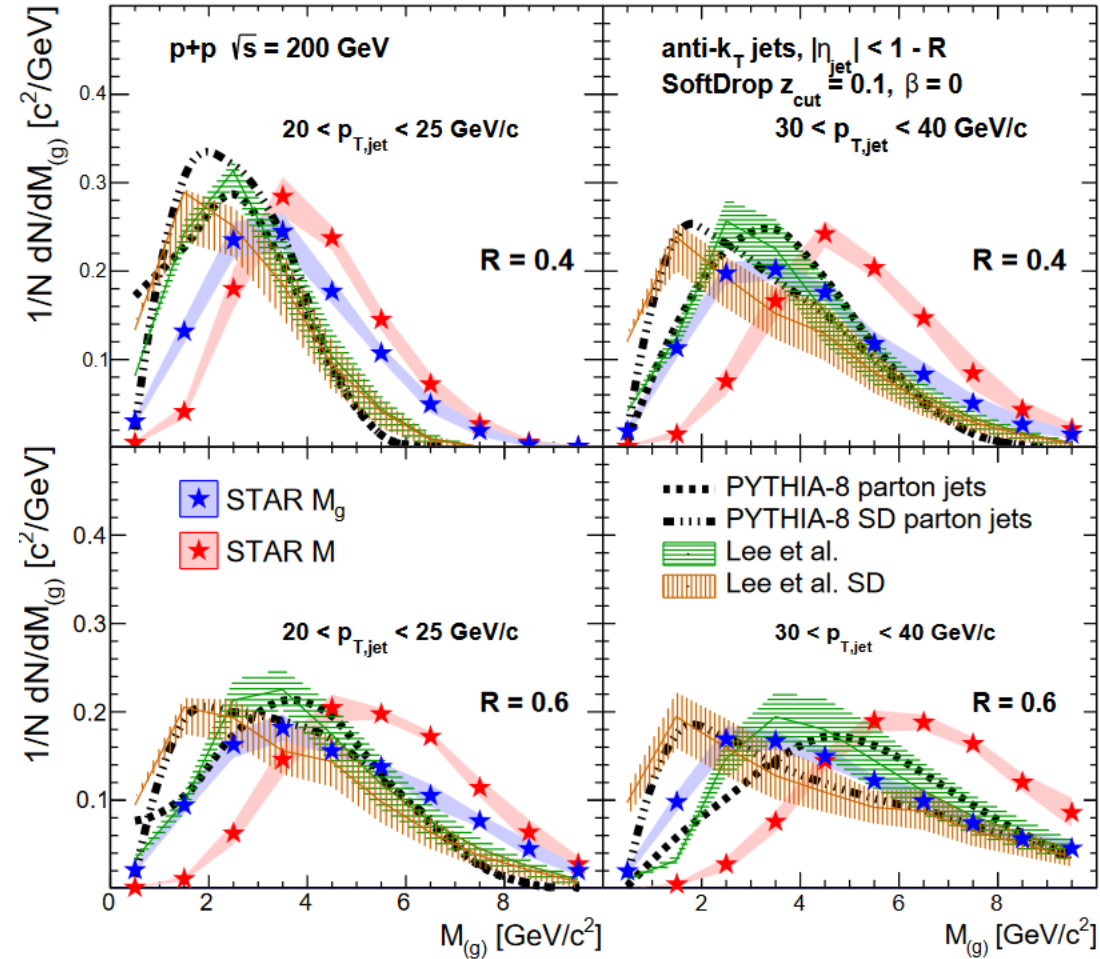 p+p √s = 200 GeV
20 < p_T,jet < 25 GeV/c
R = 0.4
1/N dN/dM_(g) [c²/GeV]
0.4
0.3
0.2
0.1
anti-k_T jets, |η_jet| < 1 - R
SoftDrop z_cut = 0.1, β = 0
30 < p_T,jet < 40 GeV/c
R = 0.4
STAR M_g
STAR M
20 < p_T,jet < 25 GeV/c
R = 0.6
1/N dN/dM_(g) [c²/GeV]
0.4
0.3
0.2
0.1
0 2 4 6 8
M_(g) [GeV/c²]
PYTHIA-8 parton jets
PYTHIA-8 SD parton jets
Lee et al.
Lee et al. SD
30 < p_T,jet < 40 GeV/c
R = 0.6
2 4 6 8
M_(g) [GeV/c²]